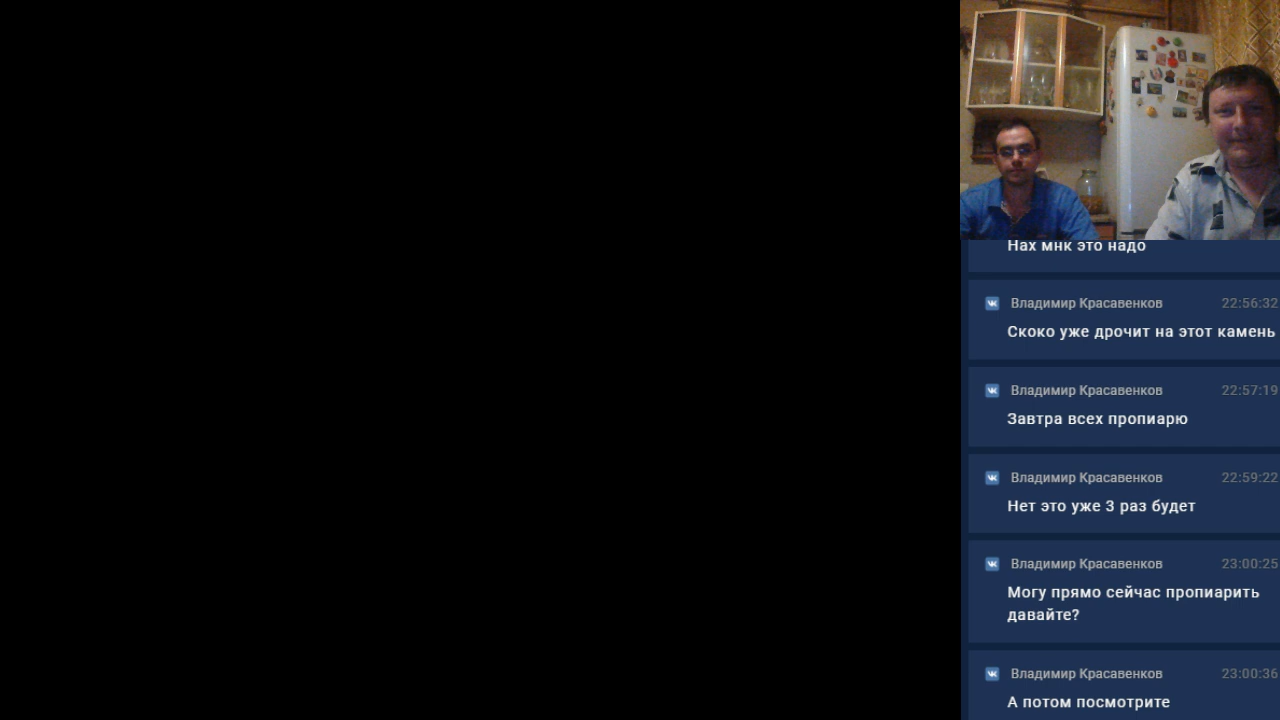 Нах мнк это надо
Владимир Красавенков 22:56:32
Скоко уже дрочит на этот камень
Владимир Красавенков 22:57:19
Завтра всех пропиарю
Владимир Красавенков 22:59:22
Нет это уже 3 раз будет
Владимир Красавенков 23:00:25
Могу прямо сейчас пропиарить
давайте?
Владимир Красавенков 23:00:36
А потом посмотрите